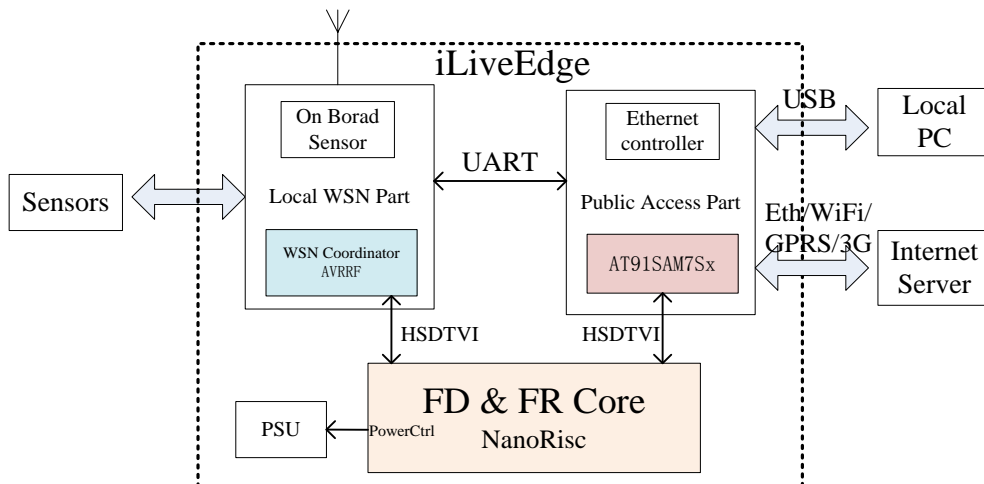 iLiveEdge
On Borad
Sensor
Local WSN Part
WSN Coordinator
AVRRF
UART
Ethernet
controller
Public Access Part
AT91SAM7Sx
USB
Local
PC
Sensors
Eth/WiFi/
GPRS/3G
Internet
Server
HSDTVI
HSDTVI
FD & FR Core
NanoRisc
PowerCtrl
PSU